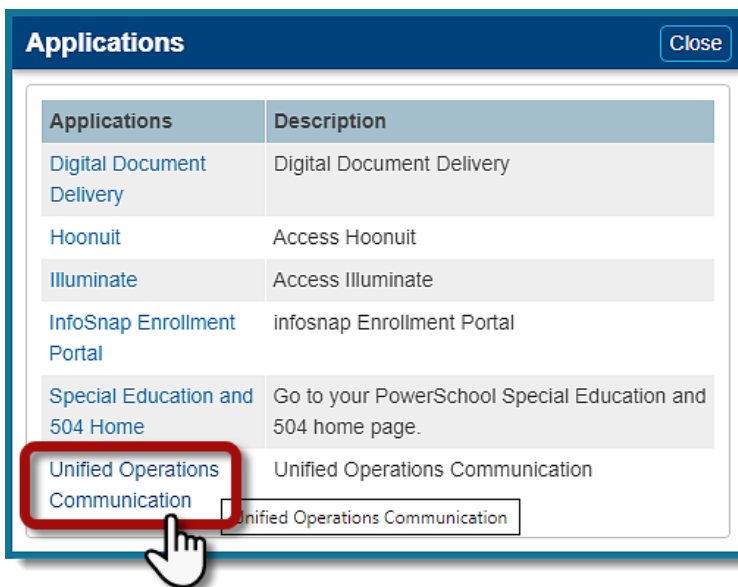 Applications
Close
Applications
Description
Digital Document
Delivery
Digital Document Delivery
Hoonuit
Access Hoonuit
Illuminate
Access Illuminate
InfoSnap Enrollment
Portal
infosnap Enrollment Portal
Special Education and
504 Home
Go to your PowerSchool Special Education and
504 home page.
Unified Operations
Communication
Unified Operations Communication
Unified Operations Communication